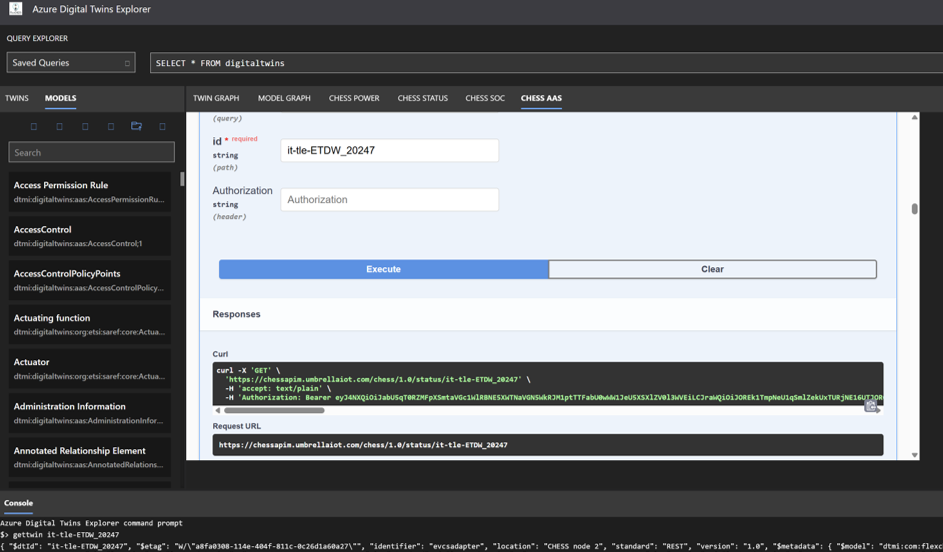 Azure Digital Twins Explorer
QUERY EXPLORER
Saved Queries
SELECT * FROM digitaltwins
TWINS
MODELS
TWIN GRAPH
MODEL GRAPH
CHESS POWER
CHESS STATUS
CHESS SOC
CHESS AAS
Search
Access Permission Rule
dtmi:digitaltwins:aas:AccessPermissionRu...
AccessControl
dtmi:digitaltwins:aas:AccessControl;1
AccessControlPolicyPoints
dtmi:digitaltwins:aas:AccessControlPolicy...
Actuating function
dtmi:digitaltwins:org:etsi:saref:core:Actua...
Actuator
dtmi:digitaltwins:org:etsi:saref:core:Actua...
Administration Information
dtmi:digitaltwins:aas:AdministrationInfor...
Annotated Relationship Element
dtmi:digitaltwins:aas:AnnotatedRelations...
(query)
id * required
string
(path)
it-tle-ETDW_20247
Authorization
string
(header)
Authorization
Execute
Clear
Responses
Curl
curl -X 'GET' \
'https://chessapim.umbrellaiot.com/chess/1.0/status/it-tle-ETDW_20247' \
-H 'accept: text/plain' \
-H 'Authorization: Bearer
Request URL
https://chessapim.umbrellaiot.com/chess/1.0/status/it-tle-ETDW_20247
Console
Azure Digital Twins Explorer command prompt
$> gettwin it-tle-ETDW_20247
{ "$dtId": "it-tle-ETDW_20247", "$etag": "W/\"a8fa0308-114e-404f-811c-0c26d1a60a27\"", "identifier": "evcsadapter", "location": "CHESS node 2", "standard": "REST", "version": "1.0", "$metadata": { "$model": "dtmi:com:flexc